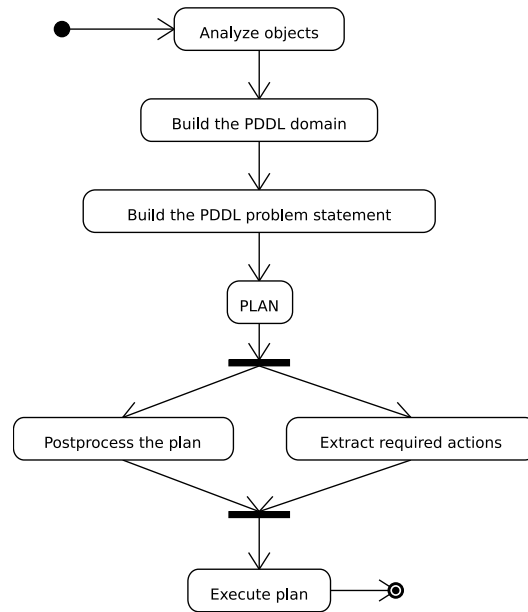 Analyze objects
Build the PDDL domain
Build the PDDL problem statement
PLAN
Postprocess the plan
Extract required actions
Execute plan